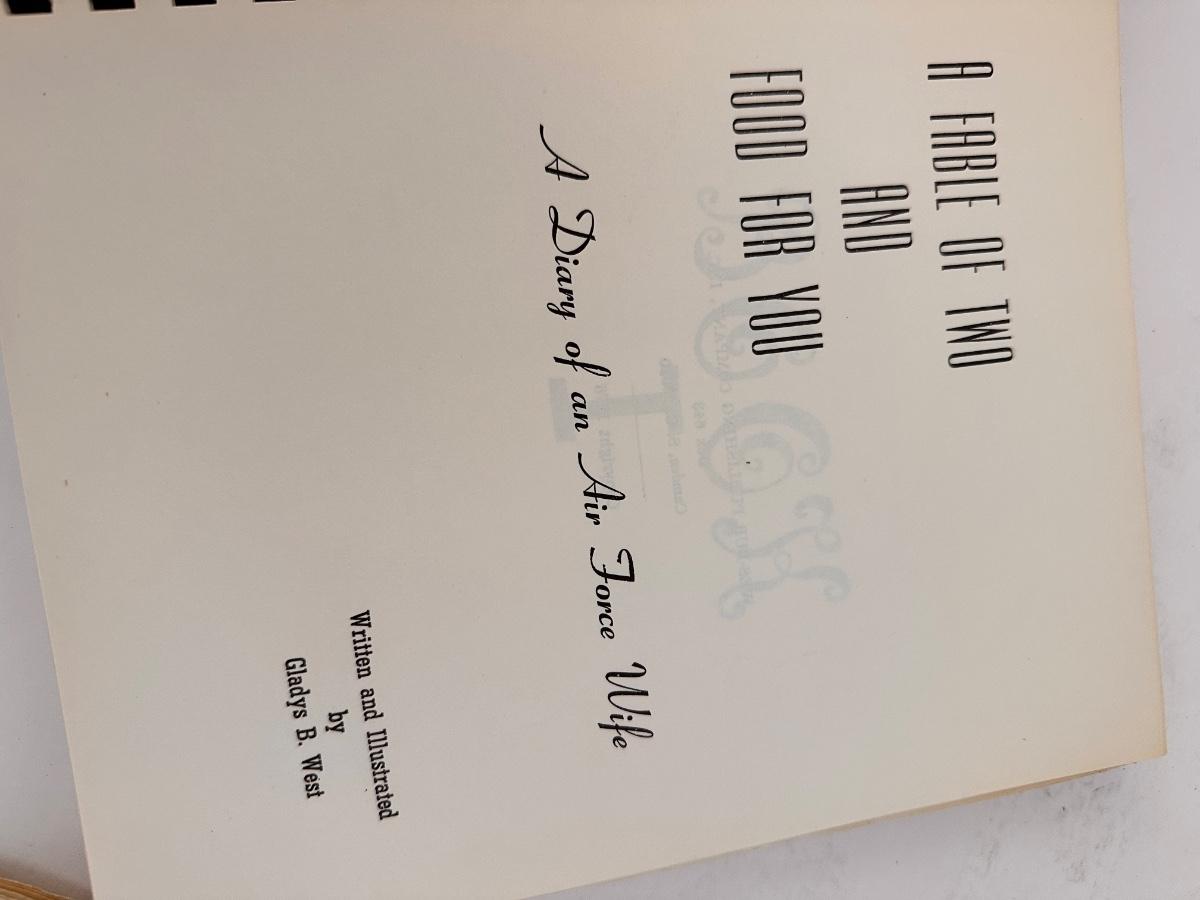 A FABLE OF TWO
AND
FOOD FOR YOU
A Diary of an Air Force Wife
Written and Illustrated
by
Gladys B. West